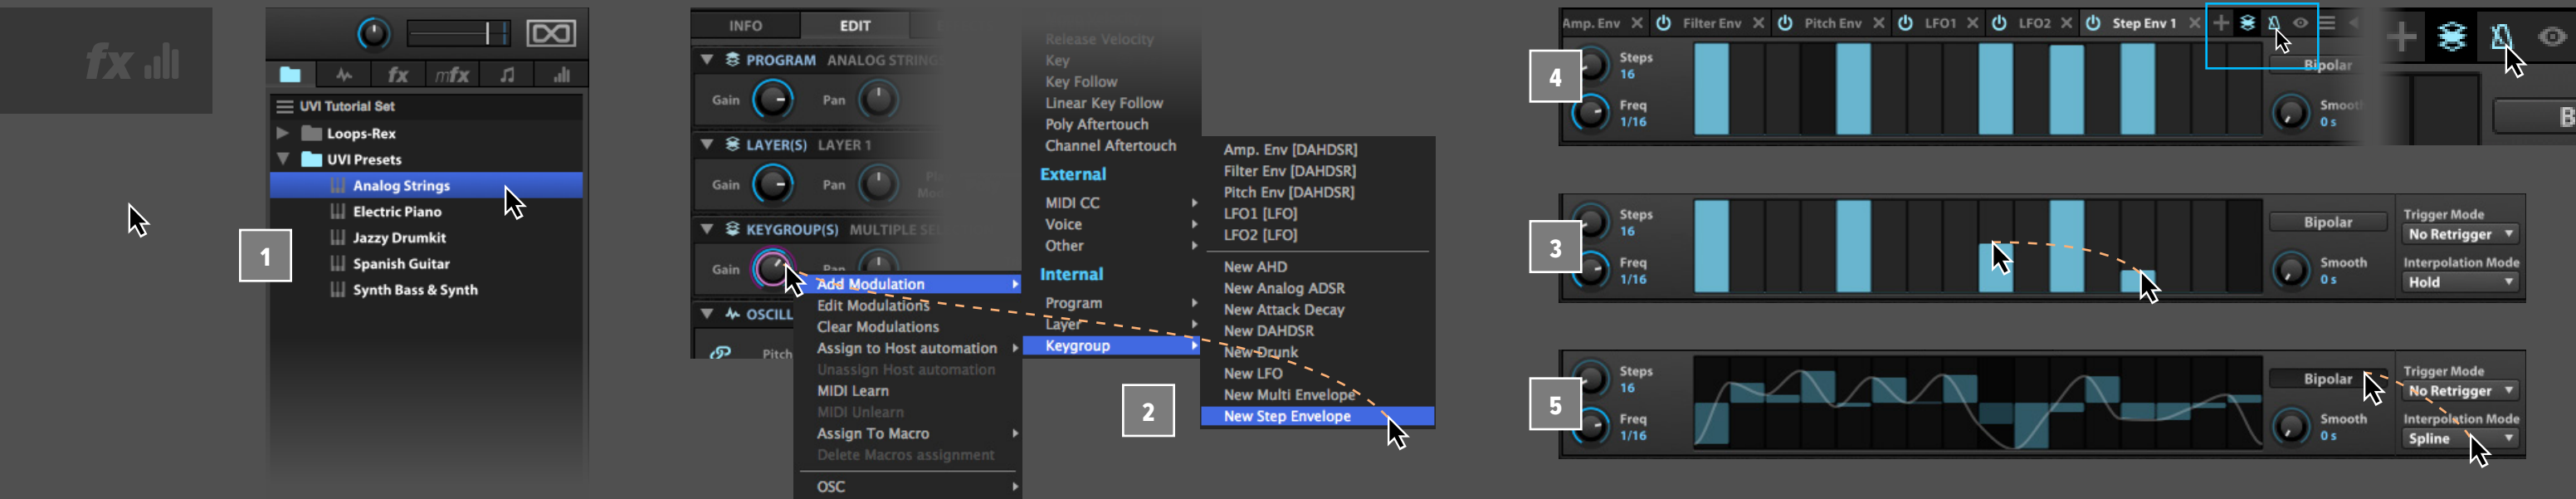 fx
fx
mfx
UVI Tutorial Set
Loops-Rex
UVI Presets
Analog Strings
Electric Piano
Jazzy Drumkit
Spanish Guitar
Synth Bass & Synth
1
INFO
EDIT
PROGRAM ANALOG STRING
Gain
Pan
LAYER(S) LAYER 1
Gain
Pan
KEYGROUP(S) MULTIPLE SE
Gain
Pan
OSCILL
Pitch
Add Modulation
Edit Modulations
Clear Modulations
Assign to Host automation
Unassign Host automation
MIDI Learn
MIDI Unlearn
Assign To Macro
Delete Macros assignment
OSC
Release Velocity
Key
Key Follow
Linear Key Follow
Poly Aftertouch
Channel Aftertouch
External
MIDI CC
Voice
Other
Internal
Program
Layer
Keygroup
2
Amp. Env [DAHDSR]
Filter Env [DAHDSR]
Pitch Env [DAHDSR]
LFO1 [LFO]
LFO2 [LFO]
New AHD
New Analog ADSR
New Attack Decay
New DAHDSR
New Drunk
New LFO
New Multi Envelope
New Step Envelope
Amp. Env
Filter Env
Pitch Env
LFO1
LFO2
Step Env 1
4
Steps
16
Freq
1/16
Bipolar
Smoot
0 s
B
3
Steps
16
Freq
1/16
Bipolar
Smooth
0 s
Trigger Mode
No Retrigger
Interpolation Mode
Hold
5
Steps
16
Freq
1/16
Bipolar
Smooth
0 s
Trigger Mode
No Retrigger
Interpolation Mode
Spline